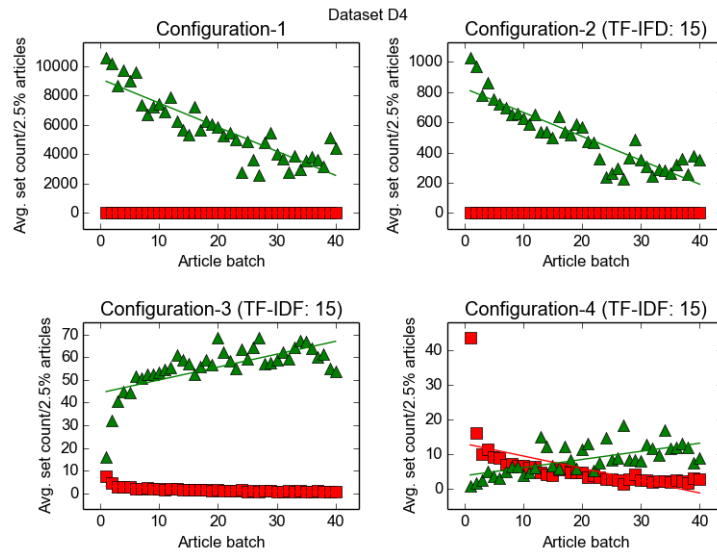 Dataset D4
Configuration-1
Avg. set count/2.5% articles
10000
8000
6000
4000
2000
0
0 10 20 30 40
Article batch
Configuration-2 (TF-IFD: 15)
Avg. set count/2.5% articles
1000
800
600
400
200
0
0 10 20 30 40
Article batch
Configuration-3 (TF-IDF: 15)
Avg. set count/2.5% articles
70
60
50
40
30
20
10
0
0 10 20 30 40
Article batch
Configuration-4 (TF-IDF: 15)
Avg. set count/2.5% articles
40
30
20
10
0
0 10 20 30 40
Article batch